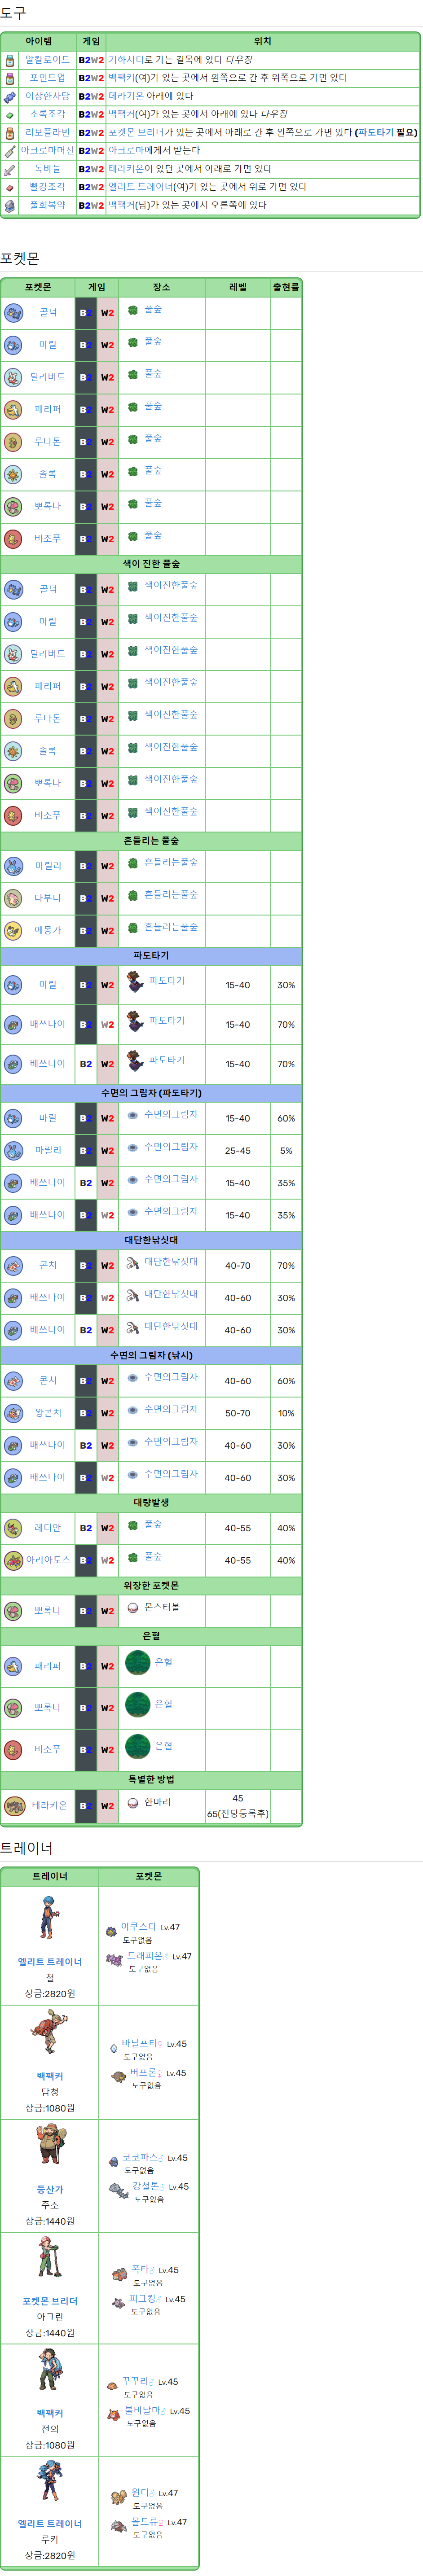 도구
아이템 게임 위치
알칼로이드 B2W2 기하시티로 가는 길목에 있다 다우징
포인트업 B2W2 백팩커(여)가 있는 곳에서 왼쪽으로 간 후 위쪽으로 가면 있다
이상한사탕 B2W2 테라키온 아래에 있다
초록조각 B2W2 백팩커(여)가 있는 곳에서 아래에 있다 다우징
리보플라빈 B2W2 포켓몬 브리더가 있는 곳에서 아래로 간 후 왼쪽으로 가면 있다 (파도타기 필요)
아크로마머신 B2W2 아크로마에게서 받는다
독바늘 B2W2 테라키온이 있던 곳에서 아래로 가면 있다
빨강조각 B2W2 엘리트 트레이너(여)가 있는 곳에서 위로 가면 있다
풀회복약 B2W2 백팩커(남)가 있는 곳에서 오른쪽에 있다
포켓몬
포켓몬 게임 장소 레벨 출현률
골덕 B2 W2 풀숲
마릴 B2 W2 풀숲
딜리버드 B2 W2 풀숲
패리퍼 B2 W2 풀숲
루나톤 B2 W2 풀숲
솔록 B2 W2 풀숲
뽀록나 B2 W2 풀숲
비조푸 B2 W2 풀숲
색이 진한 풀숲
골덕 B2 W2 색이진한풀숲
마릴 B2 W2 색이진한풀숲
딜리버드 B2 W2 색이진한풀숲
패리퍼 B2 W2 색이진한풀숲
루나톤 B2 W2 색이진한풀숲
솔록 B2 W2 색이진한풀숲
뽀록나 B2 W2 색이진한풀숲
비조푸 B2 W2 색이진한풀숲
흔들리는 풀숲
마릴리 B2 W2 흔들리는풀숲
다부니 B2 W2 흔들리는풀숲
에몽가 B2 W2 흔들리는풀숲
파도타기
마릴 B2 W2 파도타기 15-40 30%
배쓰나이 B2 W2 파도타기 15-40 70%
배쓰나이 B2 W2 파도타기 15-40 70%
수면의 그림자 (파도타기)
마릴 B2 W2 수면의그림자 15-40 60%
마릴리 B2 W2 수면의그림자 25-45 5%
배쓰나이 B2 W2 수면의그림자 15-40 35%
배쓰나이 B2 W2 수면의그림자 15-40 35%
대단한낚싯대
콘치 B2 W2 대단한낚싯대 40-70 70%
배쓰나이 B2 W2 대단한낚싯대 40-60 30%
배쓰나이 B2 W2 대단한낚싯대 40-60 30%
수면의 그림자 (낚시)
콘치 B2 W2 수면의그림자 40-60 60%
왕콘치 B2 W2 수면의그림자 50-70 10%
배쓰나이 B2 W2 수면의그림자 40-60 30%
배쓰나이 B2 W2 수면의그림자 40-60 30%
대량발생
레디안 B2 W2 풀숲 40-55 40%
아리아도스 B2 W2 풀숲 40-55 40%
위장한 포켓몬
뽀록나 B2 W2 몬스터볼
은혈
패리퍼 B2 W2 은혈
뽀록나 B2 W2 은혈
비조푸 B2 W2 은혈
특별한 방법
테라키온 B2 W2 한마리 45
65(전당등록후)
트레이너
트레이너 포켓몬
엘리트 트레이너
철
상금:2820원
아쿠스타 Lv.47
도구없음
드래피온♂ Lv.47
도구없음
백팩커
담청
상금:1080원
바닐프티♀ Lv.45
도구없음
버프론♀ Lv.45
도구없음
등산가
주조
상금:1440원
코코파스♂ Lv.45
도구없음
강철톤♂ Lv.45
도구없음
포켓몬 브리더
아그린
상금:1440원
폭타♂ Lv.45
도구없음
피그킹♂ Lv.45
도구없음
백팩커
전의
상금:1080원
꾸꾸리♂ Lv.45
도구없음
불비달마♂ Lv.45
도구없음
엘리트 트레이너
루카
상금:2820원
윈디♂ Lv.47
도구없음
몰드류♀ Lv.47
도구없음